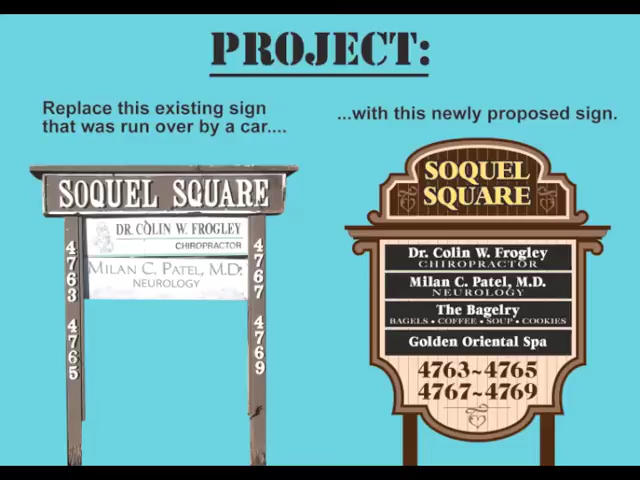 PROJECT:
Replace this existing sign
that was run over by a car....
...with this newly proposed sign.
SOQUEL SQUARE
DR. COLIN W. FROGLEY
CHIROPRACTOR
MILAN C. PATEL, M.D.
NEUROLOGY
4763 4765
4767 4769
SOQUEL
SQUARE
Dr. Colin W. Frogley
CHIROPRACTOR
Milan C. Patel, M.D.
NEUROLOGY
The Bagelry
BAGELS • COFFEE • SOUP • COOKIES
Golden Oriental Spa
4763~4765
4767~4769